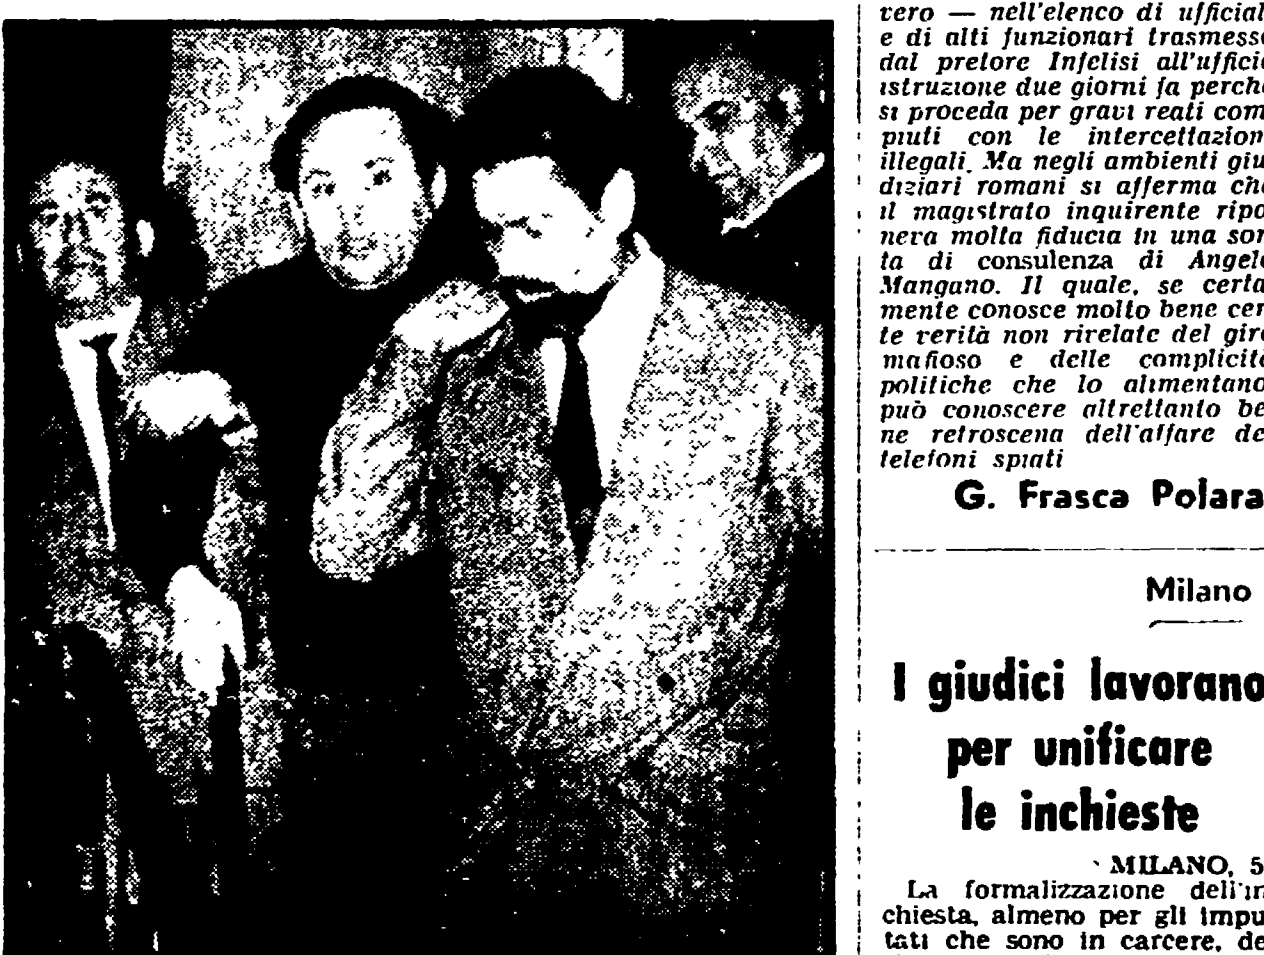 vero — nell'elenco di ufficial
e di alti funzionari trasmesso
dal pretore Infelisi all'ufficio
istruzione due giorni fa perché
si proceda per gravi reati com
piuti con le intercettazion
illegali. Ma negli ambienti giu
diziari romani si afferma che
il magistrato inquirente ripo
nera molta fiducia in una sor
ta di consulenza di Angelo
Mangano. Il quale, se certa
mente conosce molto bene cer
te verità non rivelate del giro
mafioso e delle complicità
politiche che lo alimentano
può conoscere altrettanto be
ne retroscena dell'affare de
telefoni spiati
G. Frasca Polara
Milano
I giudici lavorano
per unificare
le inchieste
MILANO, 5
La formalizzazione dell'in
chiesta, almeno per gli impu
tati che sono in carcere, de